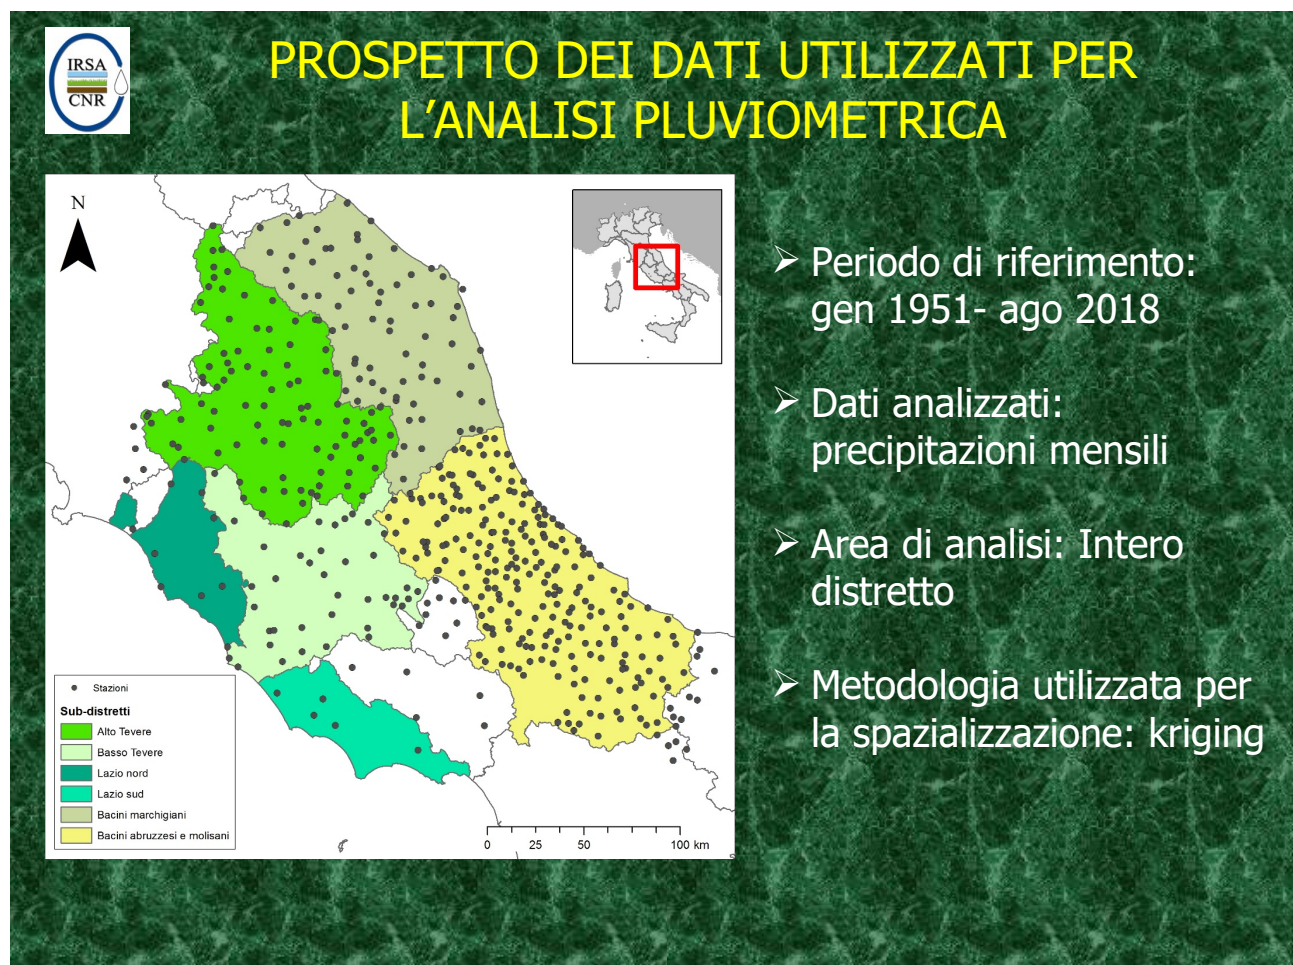 IRSA
CNR
PROSPETTO DEI DATI UTILIZZATI PER
L’ANALISI PLUVIOMETRICA
N
Stazioni
Sub-distretti
Alto Tevere
Basso Tevere
Lazio nord
Lazio sud
Bacini marchigiani
Bacini abruzzesi e molisani
0 25 50 100 km
➢ Periodo di riferimento:
gen 1951- ago 2018
➢ Dati analizzati:
precipitazioni mensili
➢ Area di analisi: Intero
distretto
➢ Metodologia utilizzata per
la spazializzazione: kriging